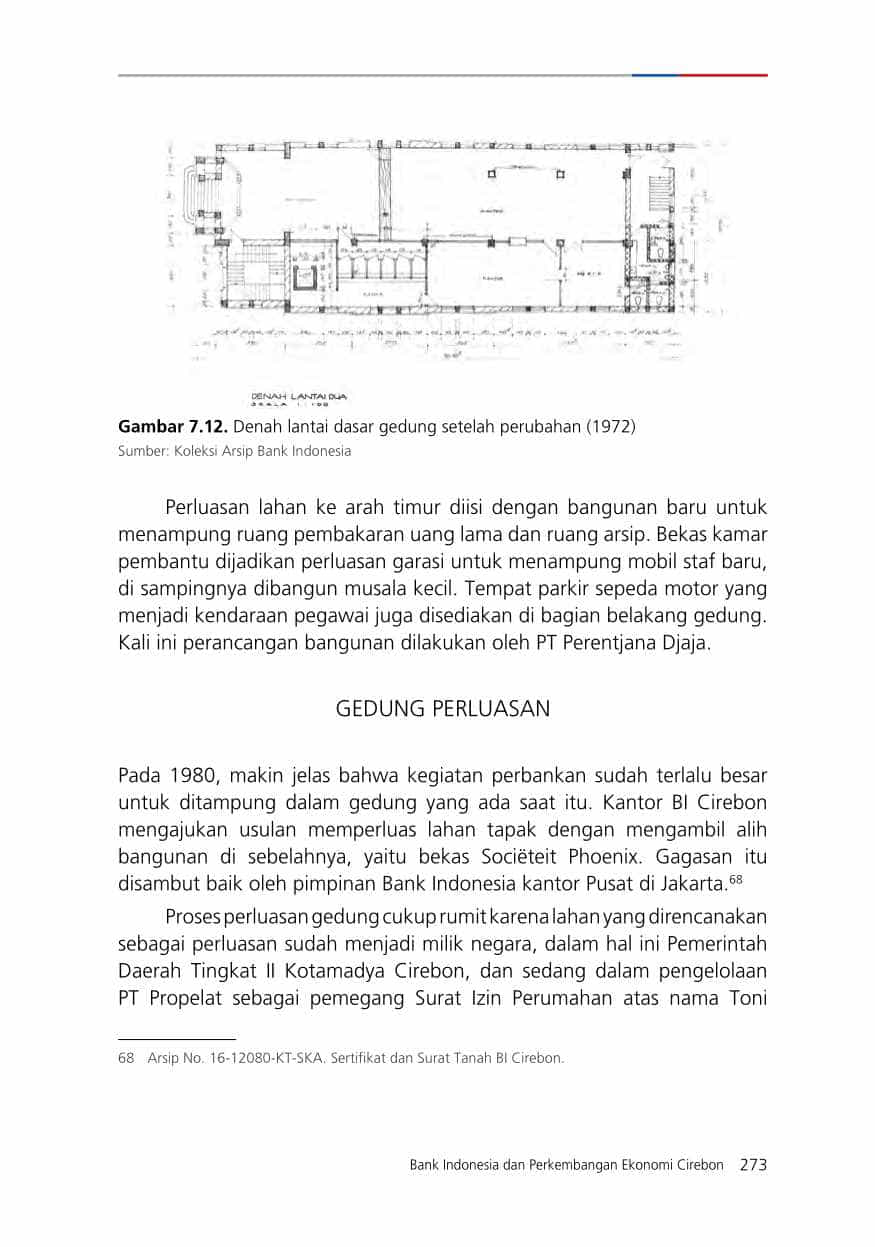 KANTOR
DENAH LANTAI DUA
SKALA 1:100
Gambar 7.12. Denah lantai dasar gedung setelah perubahan (1972)
Sumber: Koleksi Arsip Bank Indonesia
Perluasan lahan ke arah timur diisi dengan bangunan baru untuk
menampung ruang pembakaran uang lama dan ruang arsip. Bekas kamar
pembantu dijadikan perluasan garasi untuk menampung mobil staf baru,
di sampingnya dibangun musala kecil. Tempat parkir sepeda motor yang
menjadi kendaraan pegawai juga disediakan di bagian belakang gedung.
Kali ini perancangan bangunan dilakukan oleh PT Perentjana Djaja.
GEDUNG PERLUASAN
Pada 1980, makin jelas bahwa kegiatan perbankan sudah terlalu besar
untuk ditampung dalam gedung yang ada saat itu. Kantor BI Cirebon
mengajukan usulan memperluas lahan tapak dengan mengambil alih
bangunan di sebelahnya, yaitu bekas Sociëteit Phoenix. Gagasan itu
disambut baik oleh pimpinan Bank Indonesia kantor Pusat di Jakarta.68
Proses perluasan gedung cukup rumit karena lahan yang direncanakan
sebagai perluasan sudah menjadi milik negara, dalam hal ini Pemerintah
Daerah Tingkat II Kotamadya Cirebon, dan sedang dalam pengelolaan
PT Propelat sebagai pemegang Surat Izin Perumahan atas nama Toni
68 Arsip No. 16-12080-KT-SKA. Sertifikat dan Surat Tanah BI Cirebon.
Bank Indonesia dan Perkembangan Ekonomi Cirebon 273